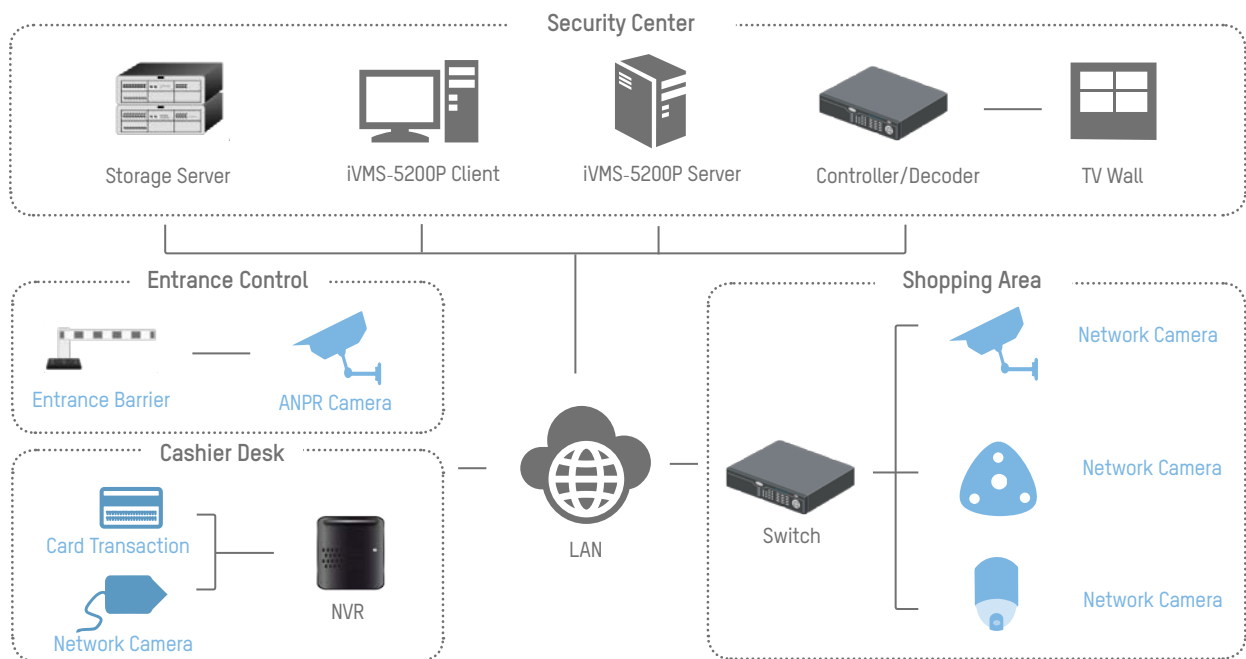 Security Center
Storage Server
iVMS-5200P Client
iVMS-5200P Server
Controller/Decoder
TV Wall
Entrance Control
Entrance Barrier
ANPR Camera
Cashier Desk
Card Transaction
Network Camera
NVR
LAN
Shopping Area
Switch
Network Camera
Network Camera
Network Camera